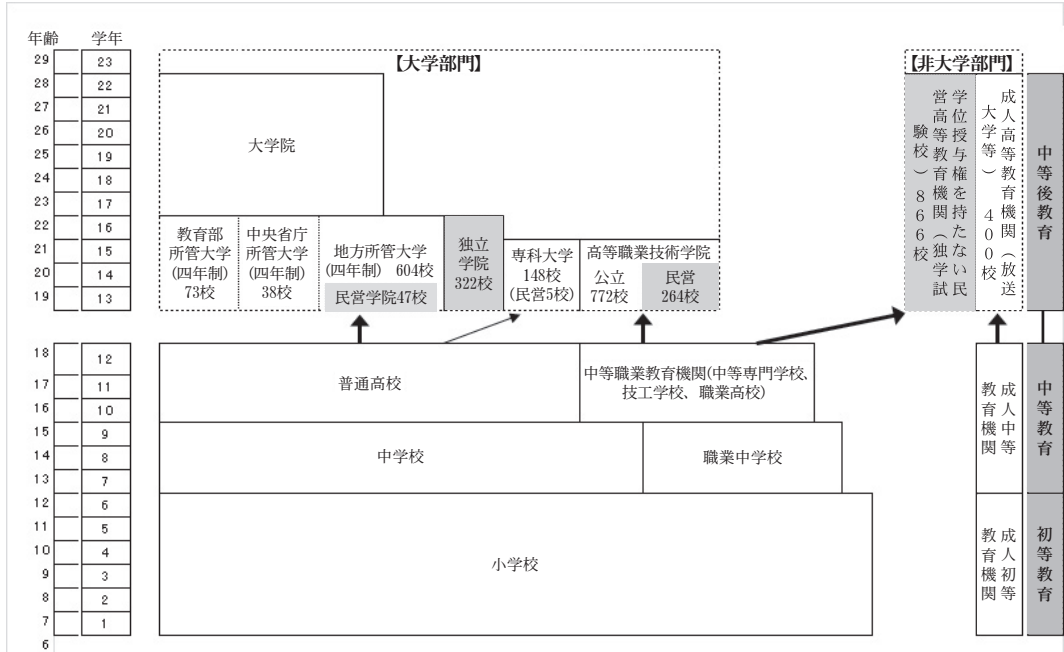 年齢 学年
29 23
28 22
27 21
26 20
25 19
24 18
23 17
22 16
21 15
20 14
19 13
18 12
17 11
16 10
15 9
14 8
13 7
12 6
11 5
10 4
9 3
8 2
7 1
6
【大学部門】
大学院
教育部
所管大学
(四年制)
73校
中央省庁
所管大学
(四年制)
38校
地方所管大学
(四年制) 604校
民営学院47校
独立
学院
322校
専科大学
148校
(民営5校)
高等職業技術学院
公立
772校
民営
264校
【非大学部門】
学位授与権を持たない民
営高等教育機関（独学試
験校）866校
成人高等教育機関（放送
大学等） 400校
中等後教育
普通高校
中等職業教育機関(中等専門学校、
技工学校、職業高校)
成人中等
教育機関
中等教育
中学校
職業中学校
小学校
成人初等
教育機関
初等教育